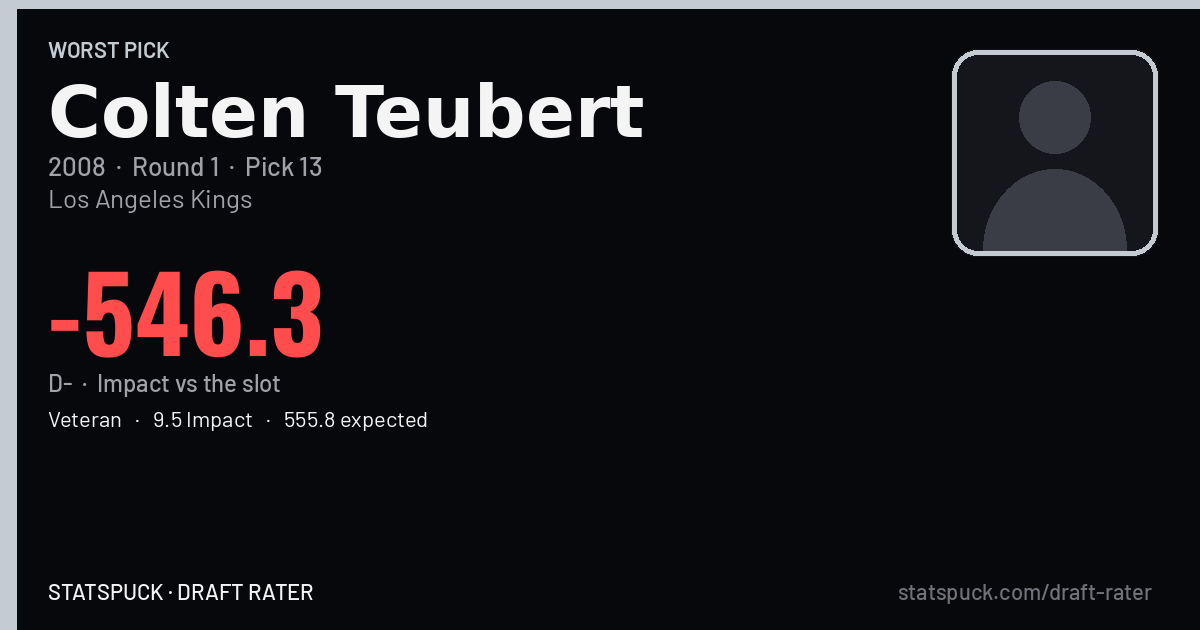 WORST PICK
Colten Teubert
2008 · Round 1 · Pick 13
Los Angeles Kings
-546.3
D- · Impact vs the slot
Veteran · 9.5 Impact · 555.8 expected
STATSPUCK · DRAFT RATER
statspuck.com/draft-rater